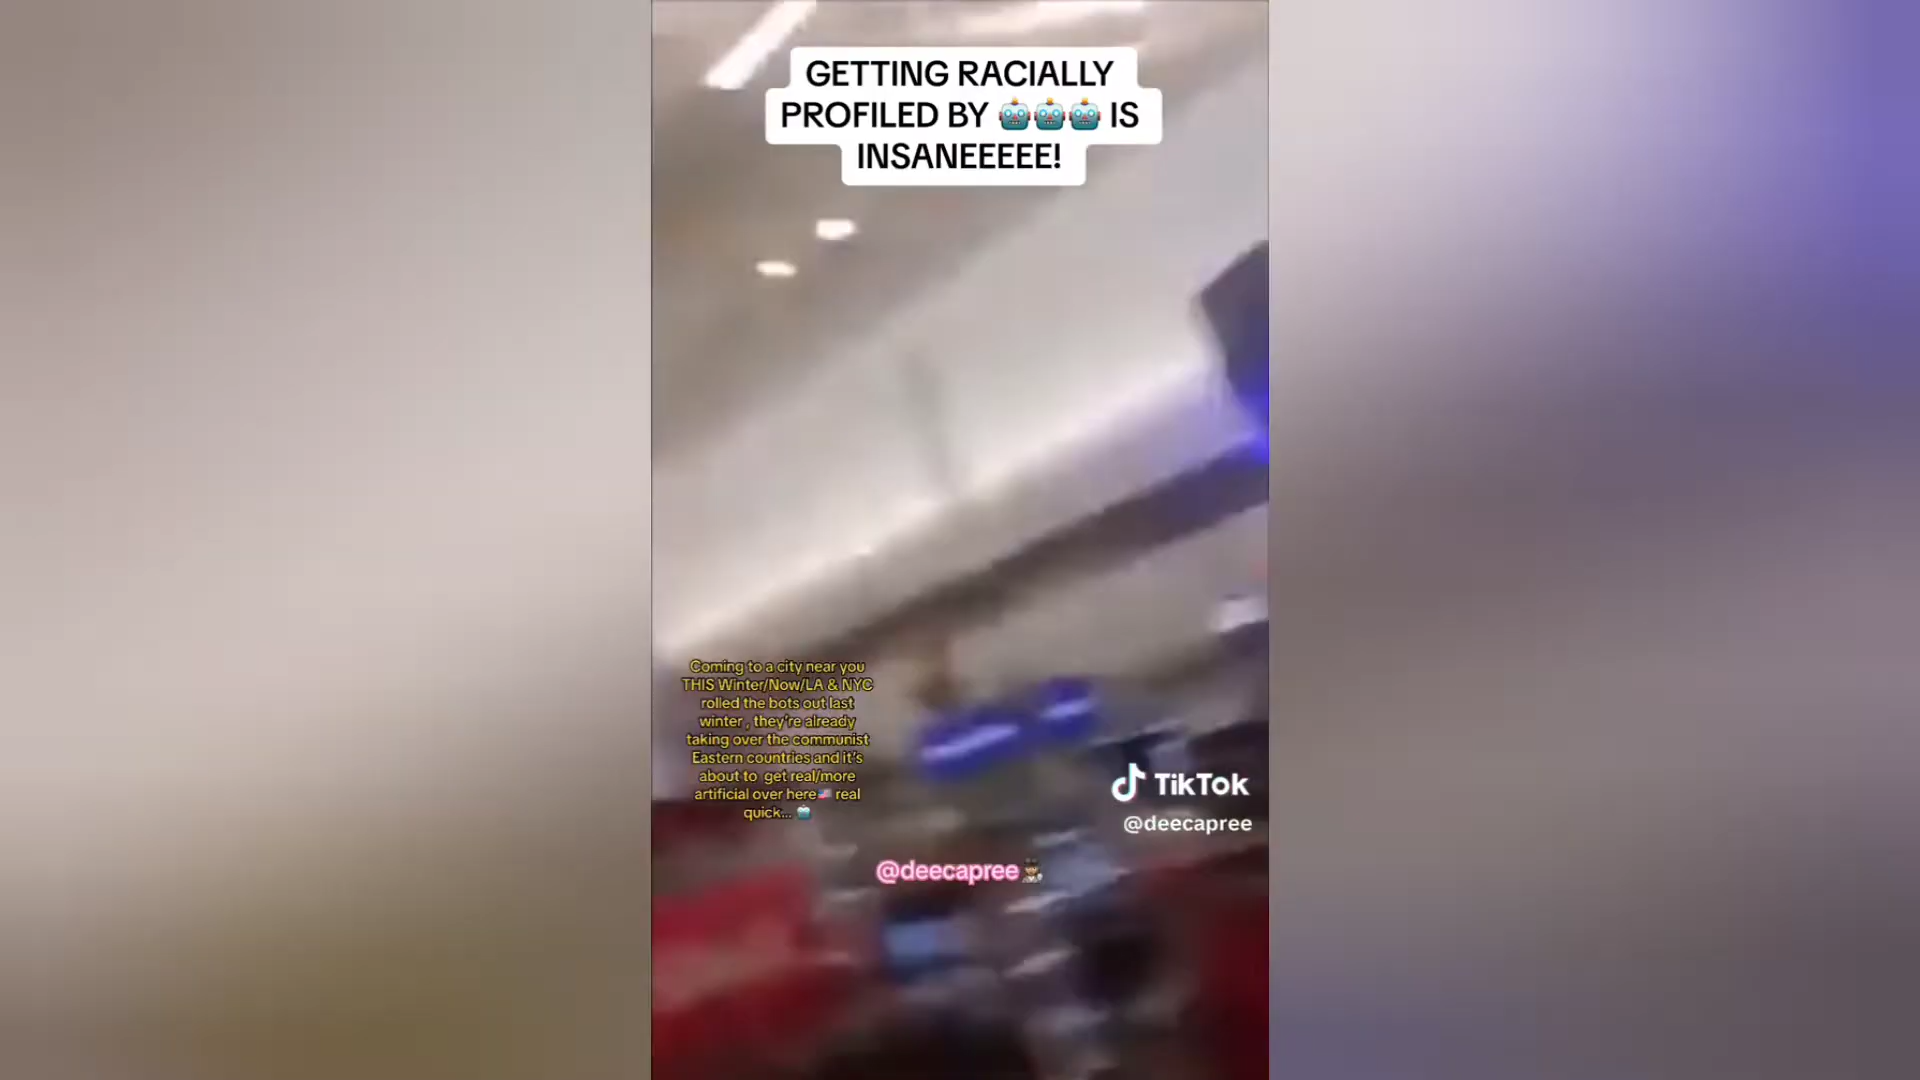 GETTING RACIALLY
PROFILED BY 🤖🤖🤖 IS
INSANEEEEE!
Coming to a city near you
THIS Winter/Now/LA & NYC
rolled the bots out last
winter , they're already
taking over the communist
Eastern countries and it's
about to get real/more
artificial over here🇺🇸 real
quick... 🤖
TikTok
@deecapree
@deecapree